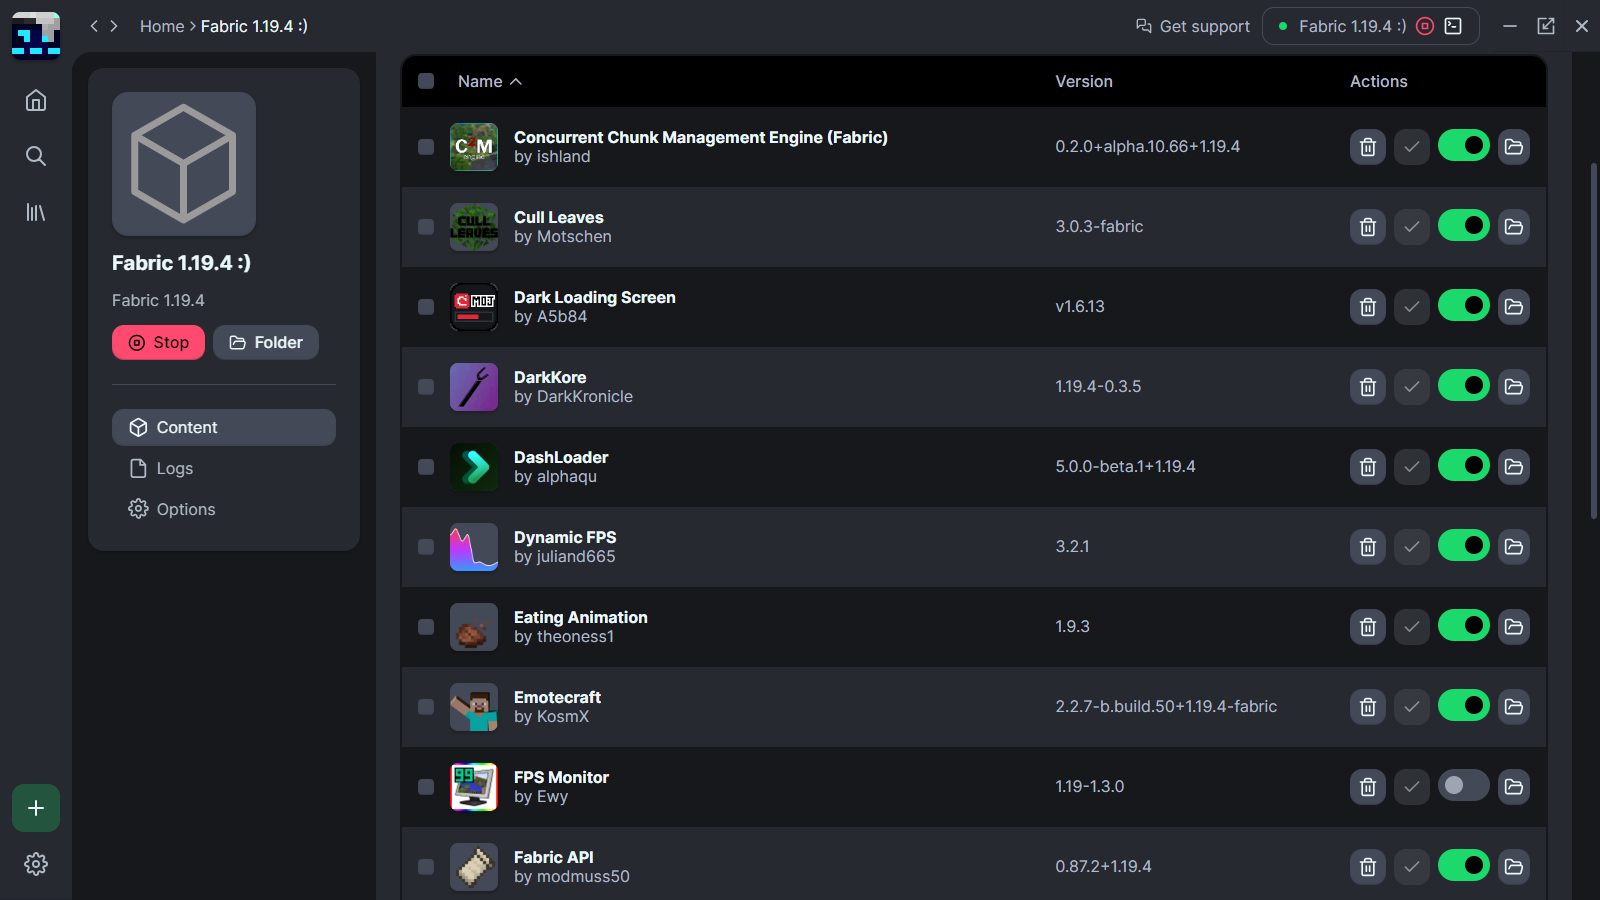 Home > Fabric 1.19.4 :)
Get support
Fabric 1.19.4 :)
Fabric 1.19.4 :)
Fabric 1.19.4
Stop
Folder
Content
Logs
Options
Name
Version
Actions
C2M
ENGINE
Concurrent Chunk Management Engine (Fabric)
by ishland
0.2.0+alpha.10.66+1.19.4
CULL
LEAVES
Cull Leaves
by Motschen
3.0.3-fabric
Dark Loading Screen
by A5b84
v1.6.13
DarkKore
by DarkKronicle
1.19.4-0.3.5
DashLoader
by alphaqu
5.0.0-beta.1+1.19.4
Dynamic FPS
by juliand665
3.2.1
Eating Animation
by theoness1
1.9.3
Emotecraft
by KosmX
2.2.7-b.build.50+1.19.4-fabric
99
FPS Monitor
by Ewy
1.19-1.3.0
Fabric API
by modmuss50
0.87.2+1.19.4